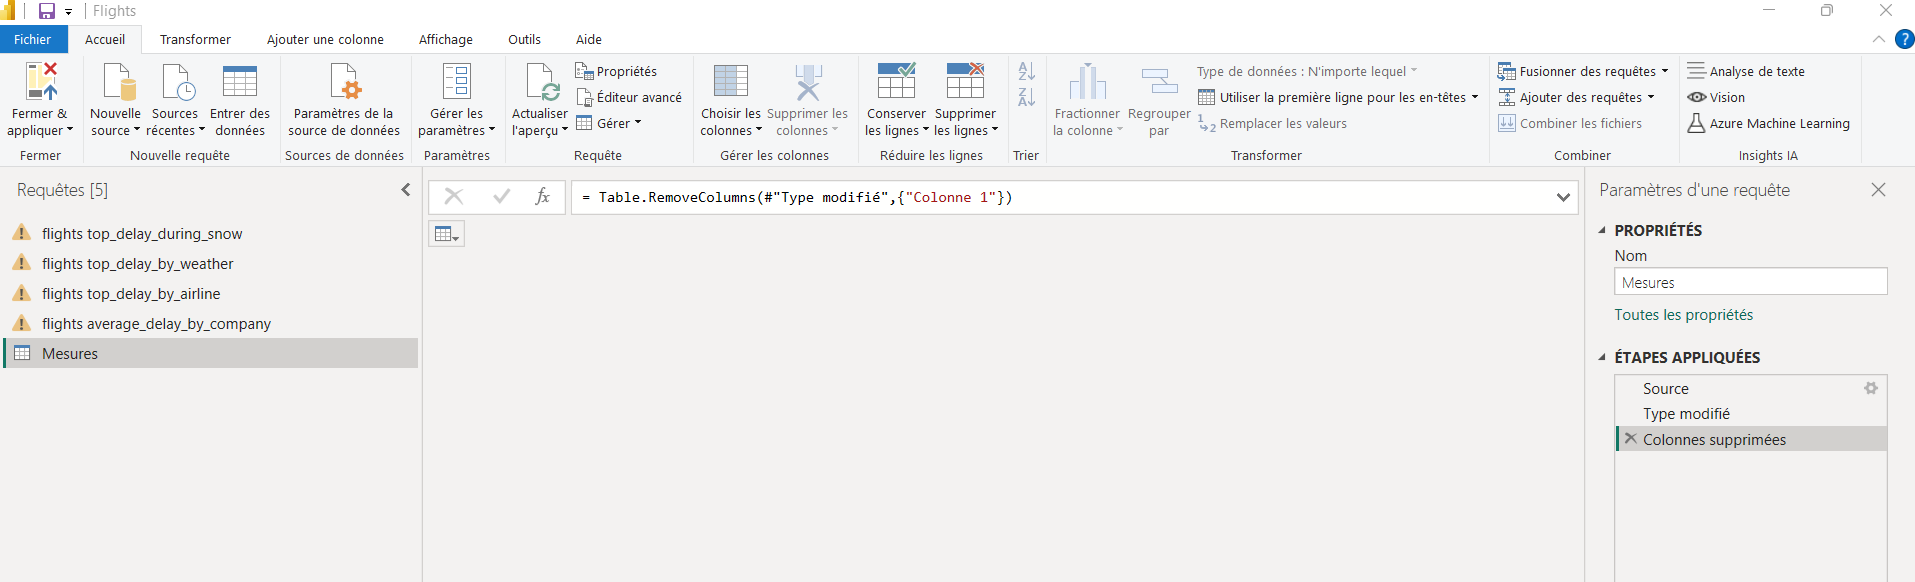 Flights
Fichier
Accueil
Transformer
Ajouter une colonne
Affichage
Outils
Aide
?
Fermer &
appliquer
Nouvelle
source
Sources
récentes
Entrer des
données
Paramètres de la
source de données
Gérer les
paramètres
Actualiser
l'aperçu
Propriétés
Éditeur avancé
Gérer
Choisir les
colonnes
Supprimer les
colonnes
Conserver
les lignes
Supprimer
les lignes
A
Z
Z
A
Fractionner
la colonne
Regrouper
par
Type de données : N'importe lequel
Utiliser la première ligne pour les en-têtes
1
2
Remplacer les valeurs
Fusionner des requêtes
Ajouter des requêtes
Combiner les fichiers
Analyse de texte
Vision
Azure Machine Learning
Fermer
Nouvelle requête
Sources de données
Paramètres
Requête
Gérer les colonnes
Réduire les lignes
Trier
Transformer
Combiner
Insights IA
Requêtes [5]
flights top_delay_during_snow
flights top_delay_by_weather
flights top_delay_by_airline
flights average_delay_by_company
Mesures
fx
= Table.RemoveColumns(#"Type modifié",{"Colonne 1"})
Paramètres d'une requête
PROPRIÉTÉS
Nom
Mesures
Toutes les propriétés
ÉTAPES APPLIQUÉES
Source
Type modifié
Colonnes supprimées